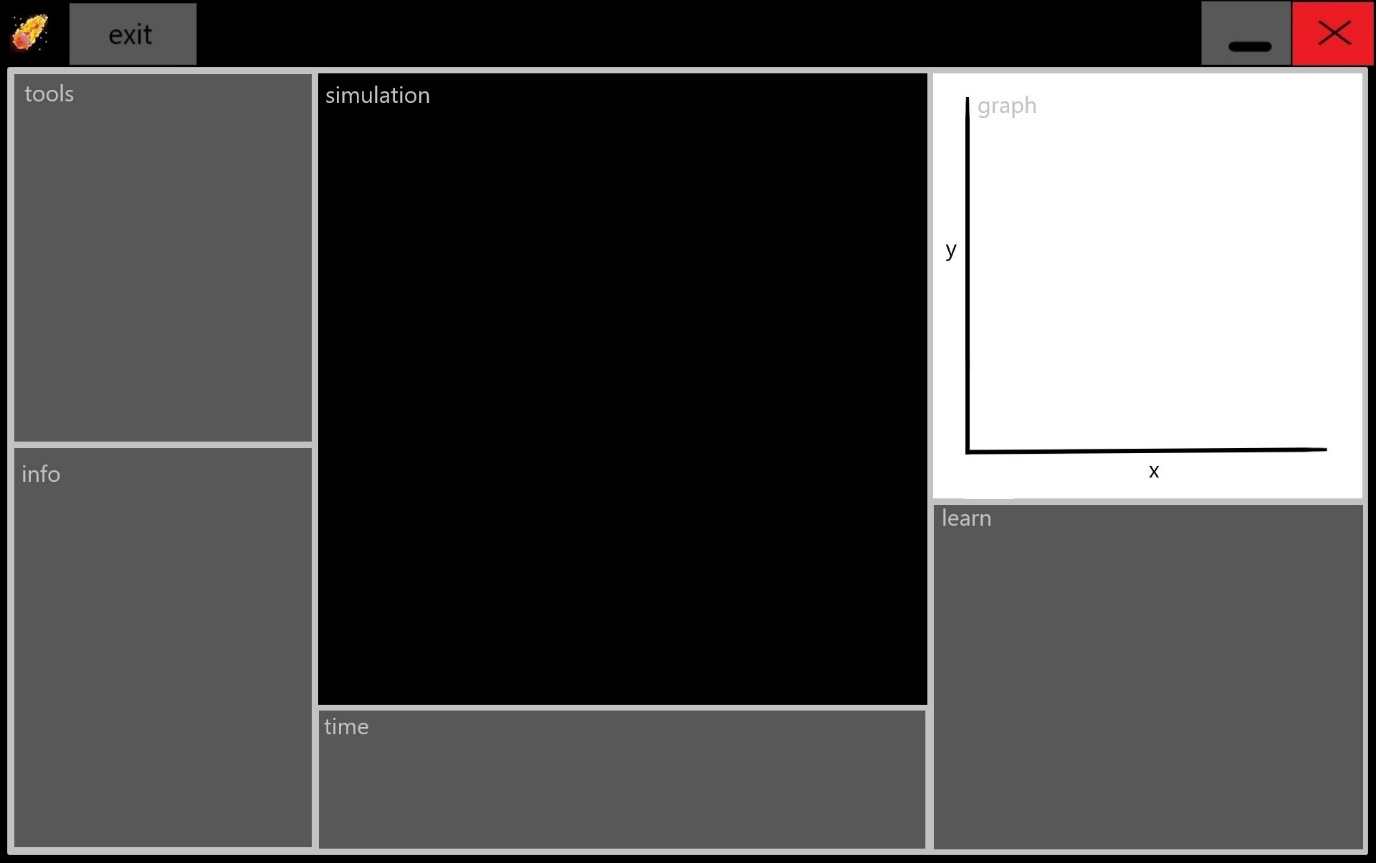 exit
tools
simulation
graph
y
x
info
learn
time